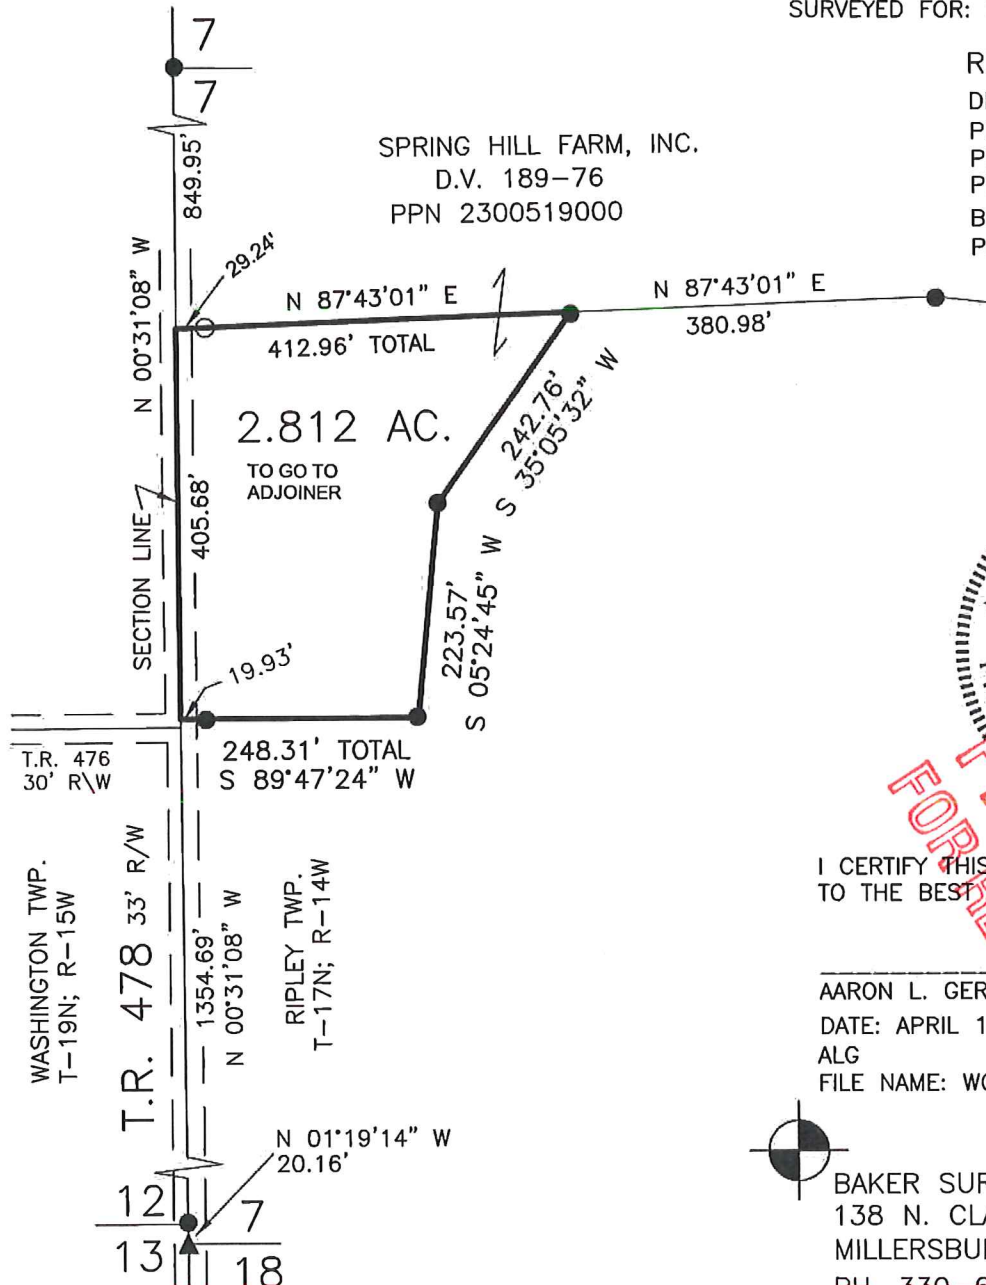 SURVEYED FOR:
7
7
849.95'
SPRING HILL FARM, INC.
D.V. 189-76
PPN 2300519000
N 00°31'08" W
29.24'
N 87°43'01" E
412.96' TOTAL
N 87°43'01" E
380.98'
2.812 AC.
TO GO TO
ADJOINER
242.76'
S 35°05'32" W
SECTION LINE
405.68'
223.57'
S 05°24'45" W
19.93'
248.31' TOTAL
S 89°47'24" W
T.R. 476
30' R\W
WASHINGTON TWP.
T-19N; R-15W
T.R. 478 33' R/W
1354.69'
N 00°31'08" W
RIPLEY TWP.
T-17N; R-14W
N 01°19'14" W
20.16'
12
7
13
18
FOR
I CERTIFY THIS
TO THE BEST
AARON L. GER
DATE: APRIL 1
ALG
FILE NAME: WO
BAKER SUR
138 N. CLA
MILLERSBU
PH. 330